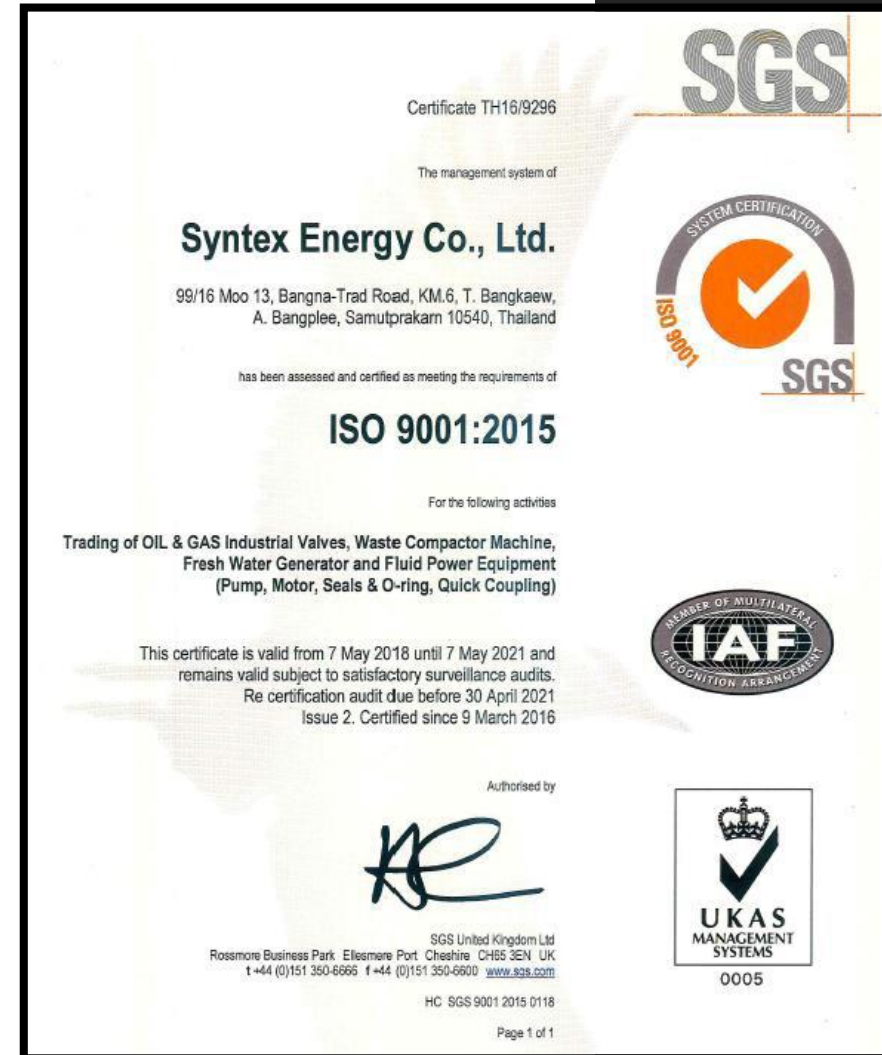 SGS
Certificate TH16/9296
The management system of
Syntex Energy Co., Ltd.
99/16 Moo 13, Bangna-Trad Road, KM.6, T. Bangkaew,
A. Bangplee, Samutprakarn 10540, Thailand
has been assessed and certified as meeting the requirements of
ISO 9001:2015
For the following activities
Trading of OIL & GAS Industrial Valves, Waste Compactor Machine,
Fresh Water Generator and Fluid Power Equipment
(Pump, Motor, Seals & O-ring, Quick Coupling)
This certificate is valid from 7 May 2018 until 7 May 2021 and
remains valid subject to satisfactory surveillance audits.
Re certification audit due before 30 April 2021
Issue 2. Certified since 9 March 2016
Authorised by
SGS United Kingdom Ltd
Rossmore Business Park Ellesmere Port Cheshire CH65 3EN UK
t +44 (0)151 350-6666 f +44 (0)151 350-6600 www.sgs.com
HC SGS 9001 2015 0118
Page 1 of 1
SYSTEM CERTIFICATION
ISO 9001
SGS
MEMBER OF MULTILATERAL
IAF
RECOGNITION ARRANGEMENT
UKAS
MANAGEMENT
SYSTEMS
0005